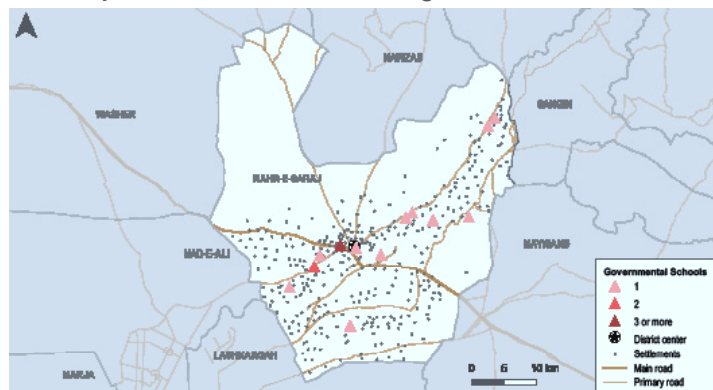 NAWZAD
WASHER
SANGIN
NAHR-E-SARAJ
NAD-E-ALI
MAYWAND
LASHKARGAH
MARJA
Governmental Schools
1
2
3 or more
District center
Settlements
Main road
Primary road
0 5 10 km